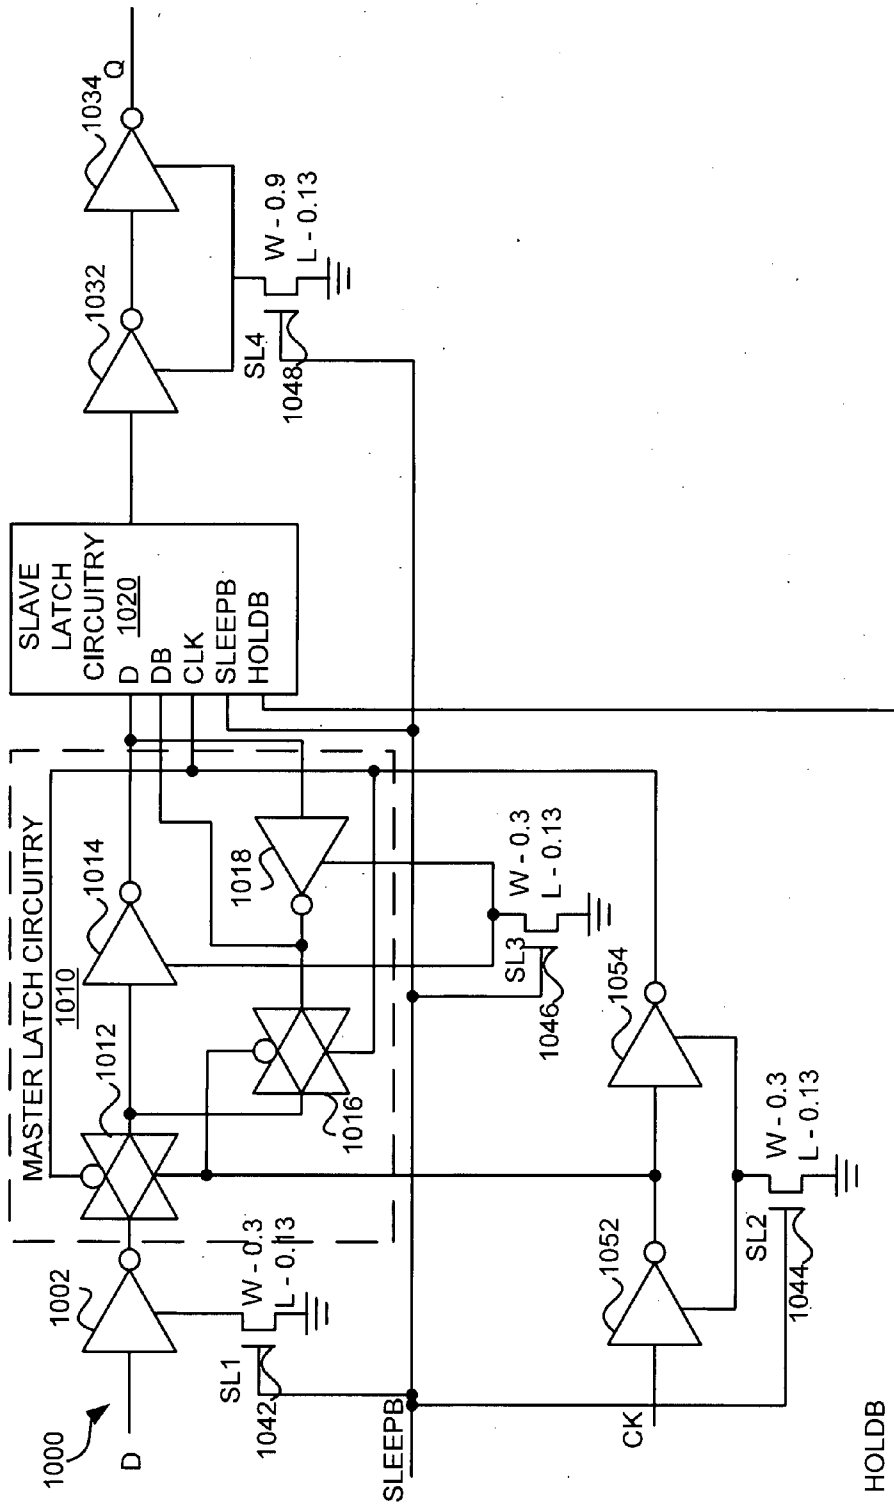 1000
D
1002
MASTER LATCH CIRCUITRY
1010
1012
1014
1016
1018
SLAVE
LATCH
CIRCUITRY
1020
D
DB
CLK
SLEEPB
HOLDB
1032
1034
Q
SL1
1042
W - 0.3
L - 0.13
SL3
1046
W - 0.3
L - 0.13
SL4
1048
W - 0.9
L - 0.13
SLEEPB
CK
1052
1054
SL2
1044
W - 0.3
L - 0.13
HOLDB